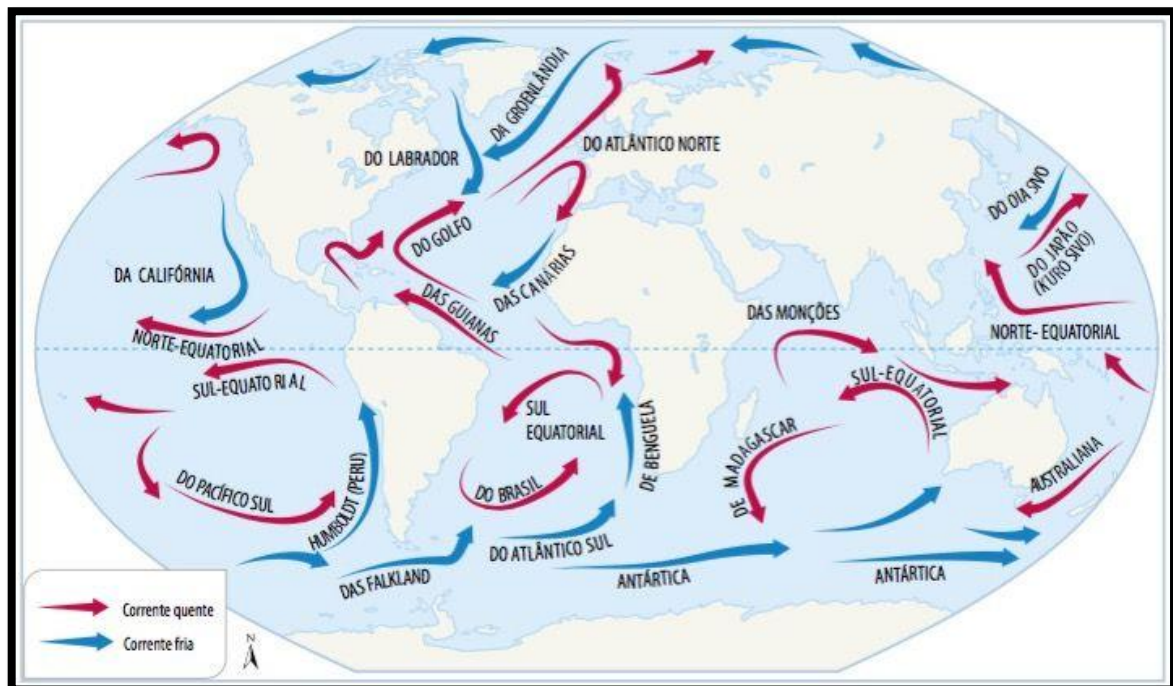 DA GROENLÂNDIA
DO LABRADOR
DO ATLÂNTICO NORTE
DO OIA SIVO
DO JAPÃO
(KURO SIVO)
DO GOLFO
DA CALIFÓRNIA
DAS CANÁRIAS
DAS GUIANAS
DAS MONÇÕES
NORTE-EQUATORIAL
NORTE- EQUATORIAL
SUL-EQUATORIAL
SUL-EQUATORIAL
SUL
EQUATORIAL
DE BENGUELA
DE MADAGASCAR
AUSTRALIANA
DO PACÍFICO SUL
HUMBOLDT (PERU)
DO BRASIL
DO ATLÂNTICO SUL
DAS FALKLAND
ANTÁRTICA
ANTÁRTICA
Corrente quente
Corrente fria
N